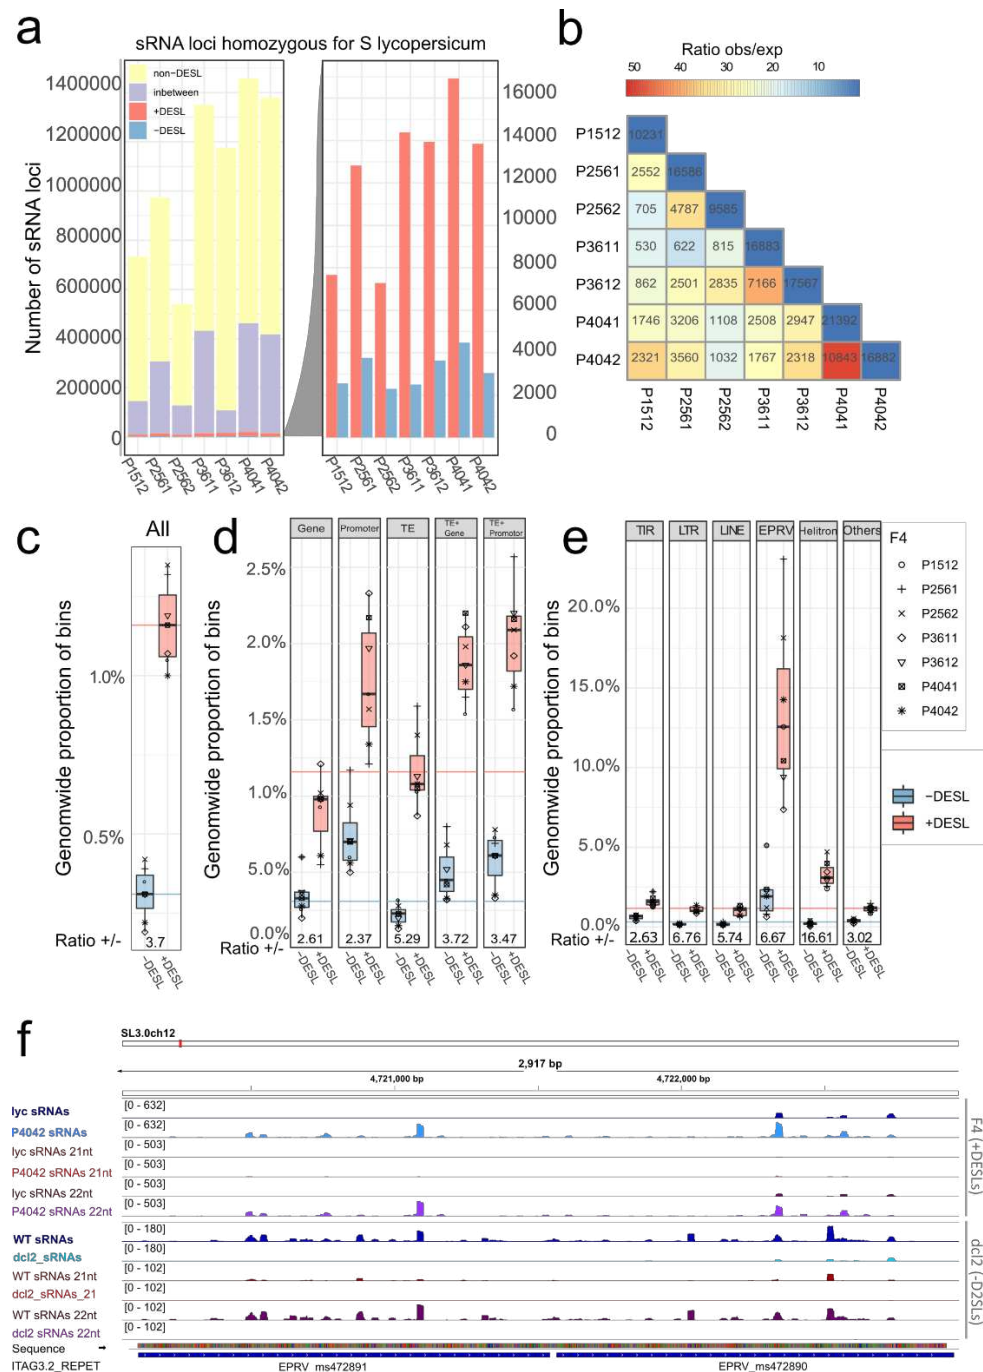 a
sRNA loci homozygous for S lycopersicum
Number of sRNA loci
1400000
1200000
1000000
800000
600000
400000
200000
0
non−DESL
inbetween
+DESL
−DESL
16000
14000
12000
10000
8000
6000
4000
2000
0
P1512 P2561 P2562 P3611 P3612 P4041 P4042
P1512 P2561 P2562 P3611 P3612 P4041 P4042
b
Ratio obs/exp
50 40 30 20 10
P1512 10231
P2561 2552 16586
P2562 705 4787 9585
P3611 530 622 815 16883
P3612 862 2501 2835 7166 17567
P4041 1746 3206 1108 2508 2947 21392
P4042 2321 3560 1032 1767 2318 10843 16882
P1512 P2561 P2562 P3611 P3612 P4041 P4042
c
All
Genomwide proportion of bins
1.0%
0.5%
Ratio +/-
3.7
−DESL +DESL
d
Gene Promoter TE TE+ Gene TE+ Promotor
Genomwide proportion of bins
2.5%
2.0%
1.5%
1.0%
5.0%
0.0%
Ratio +/-
2.61 2.37 5.29 3.72 3.47
−DESL +DESL −DESL +DESL −DESL +DESL −DESL +DESL −DESL +DESL
e
TIR LTR LINE EPRV Helitron Others
Genomwide proportion of bins
20.0%
15.0%
10.0%
5.0%
0.0%
Ratio +/-
2.63 6.76 5.74 6.67 16.61 3.02
−DESL +DESL −DESL +DESL −DESL +DESL −DESL +DESL −DESL +DESL −DESL +DESL
F4
P1512
P2561
P2562
P3611
P3612
P4041
P4042
−DESL
+DESL
f
SL3.0ch12
2,917 bp
4,721,000 bp 4,722,000 bp
lyc sRNAs [0 - 632]
P4042 sRNAs [0 - 632]
lyc sRNAs 21nt [0 - 503]
P4042 sRNAs 21nt [0 - 503]
lyc sRNAs 22nt [0 - 503]
P4042 sRNAs 22nt [0 - 503]
F4 (+DESLs)
WT sRNAs [0 - 180]
dcl2_sRNAs [0 - 180]
WT sRNAs 21nt [0 - 102]
dcl2_sRNAs_21 [0 - 102]
WT sRNAs 22nt [0 - 102]
dcl2 sRNAs 22nt [0 - 102]
dcl2 (-D2SLs)
Sequence
ITAG3.2_REPET
EPRV_ms472891 EPRV_ms472890